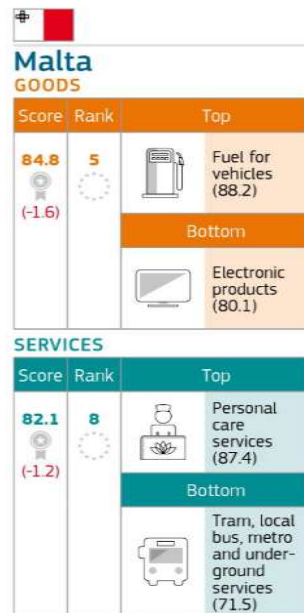 Malta
GOODS
Score Rank Top
84.8 5 Fuel for
vehicles
(88.2)
(-1.6)
Bottom
Electronic
products
(80.1)
SERVICES
Score Rank Top
82.1 8 Personal
care
services
(87.4)
(-1.2)
Bottom
Tram, local
bus, metro
and under-
ground
services
(71.5)